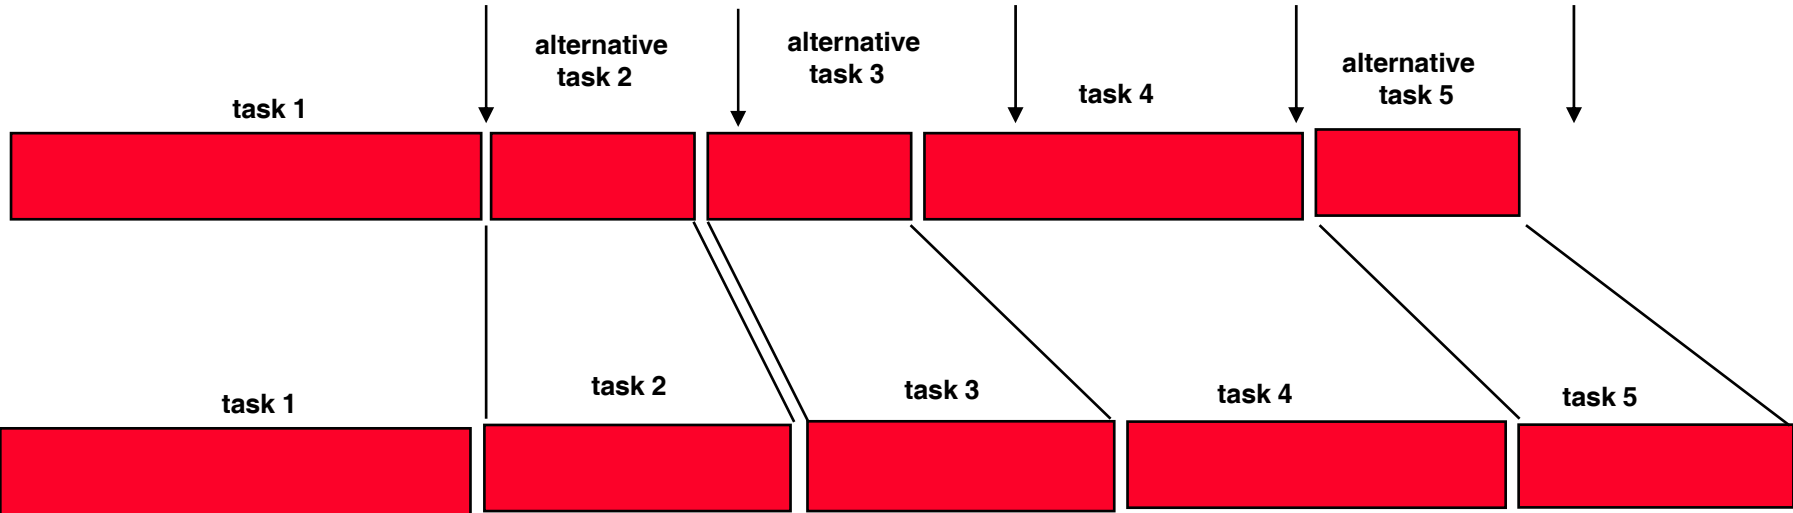 alternative
task 2
alternative
task 3
task 4
alternative
task 5
task 1
task 1
task 2
task 3
task 4
task 5